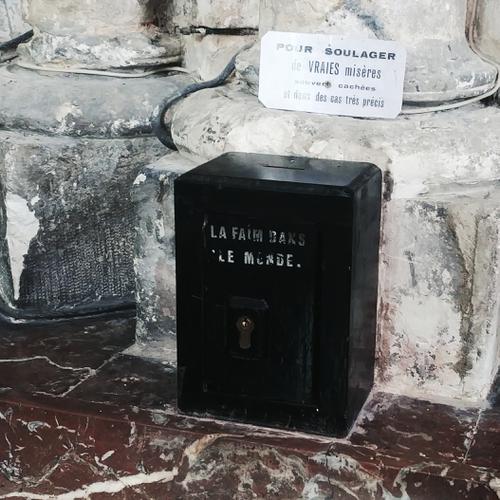 POUR SOULAGER
de VRAIES misères
souvent cachées
et dans des cas très précis
LA FAIM DANS
LE MONDE.